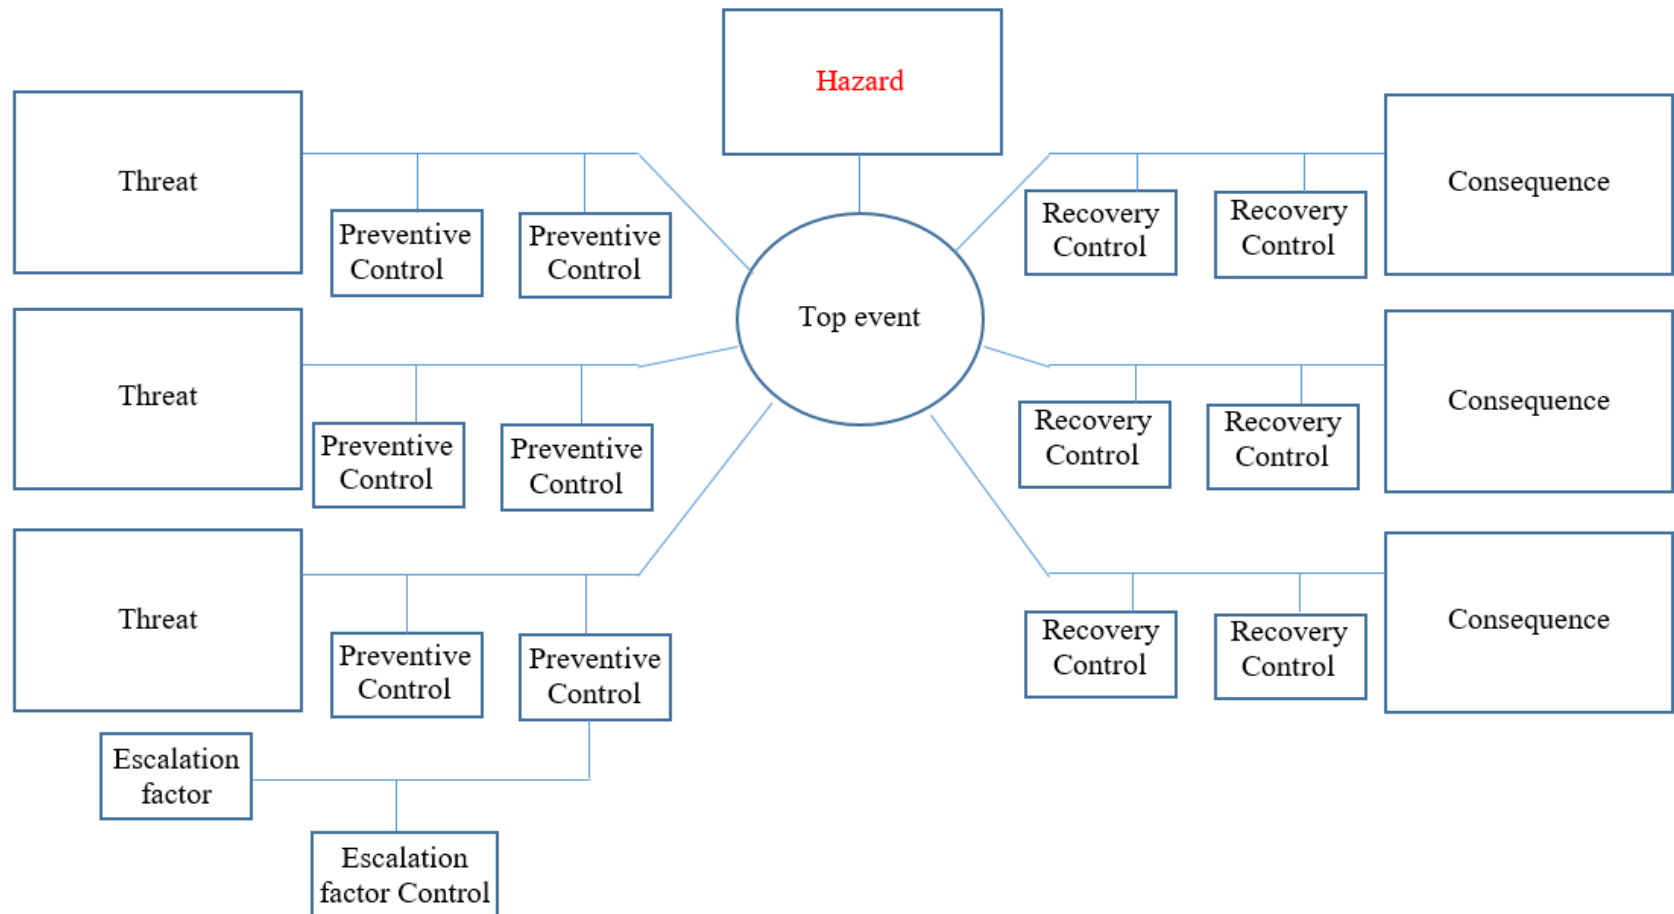 Hazard
Threat
Preventive
Control
Preventive
Control
Top event
Recovery
Control
Recovery
Control
Consequence
Threat
Preventive
Control
Preventive
Control
Recovery
Control
Recovery
Control
Consequence
Threat
Preventive
Control
Preventive
Control
Recovery
Control
Recovery
Control
Consequence
Escalation
factor
Escalation
factor Control